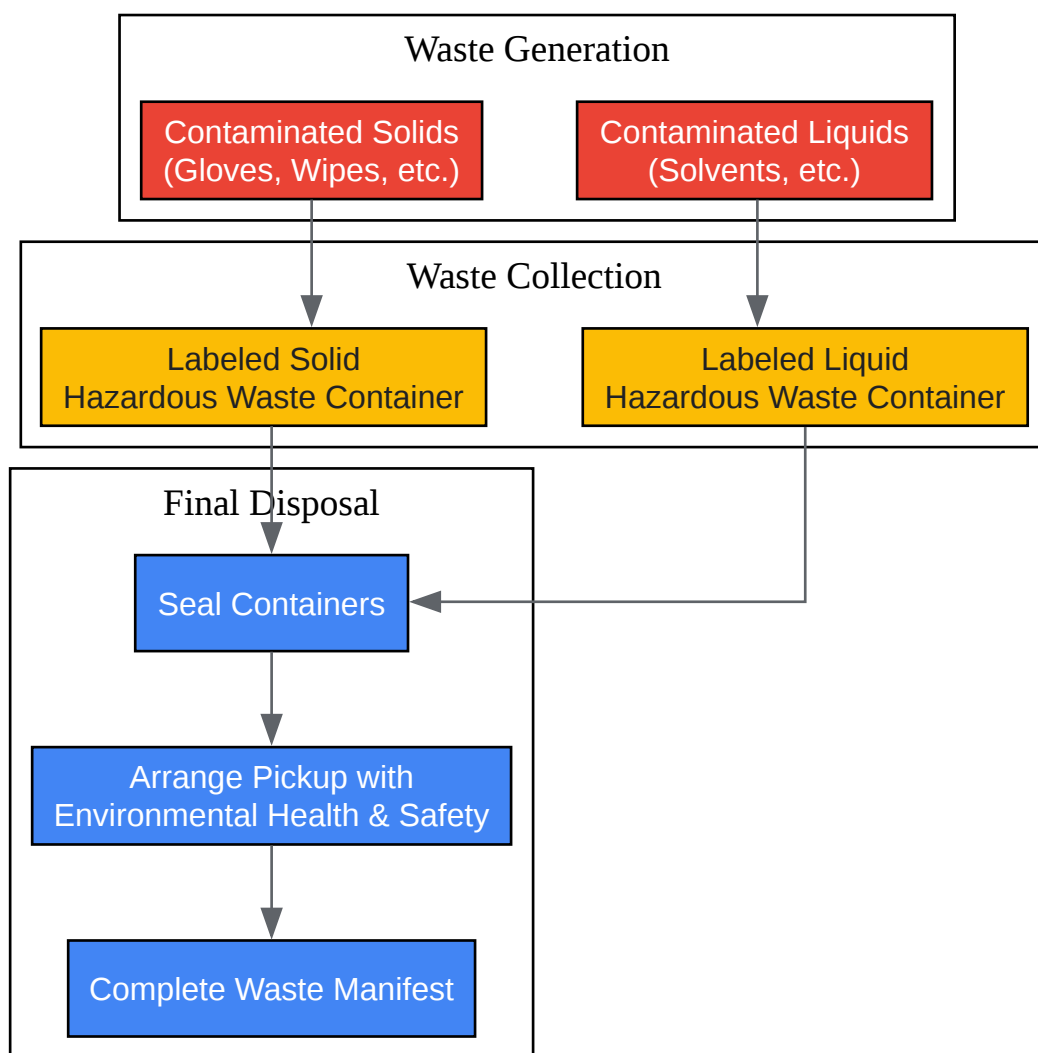 Waste Generation
Contaminated Solids
(Gloves, Wipes, etc.)
Contaminated Liquids
(Solvents, etc.)
Waste Collection
Labeled Solid
Hazardous Waste Container
Labeled Liquid
Hazardous Waste Container
Final Disposal
Seal Containers
Arrange Pickup with
Environmental Health & Safety
Complete Waste Manifest